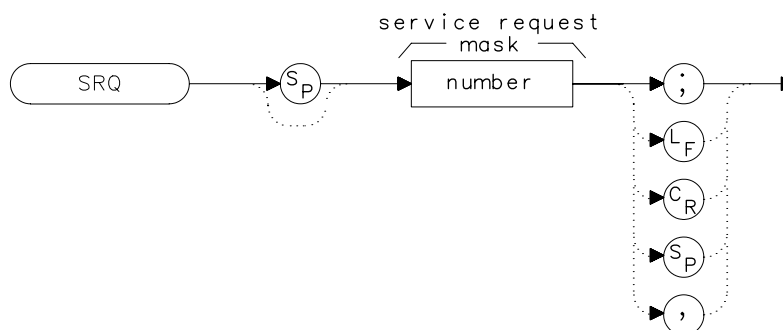 service request
mask
SRQ
SP
number
;
LF
CR
SP
,